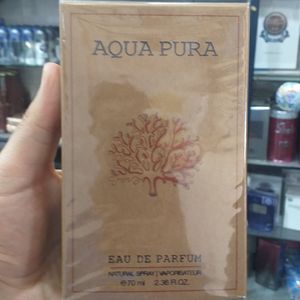 AQUA PURA
EAU DE PARFUM
NATURAL SPRAY | VAPORISATEUR
e 70 ml 2.36 Fl.OZ.